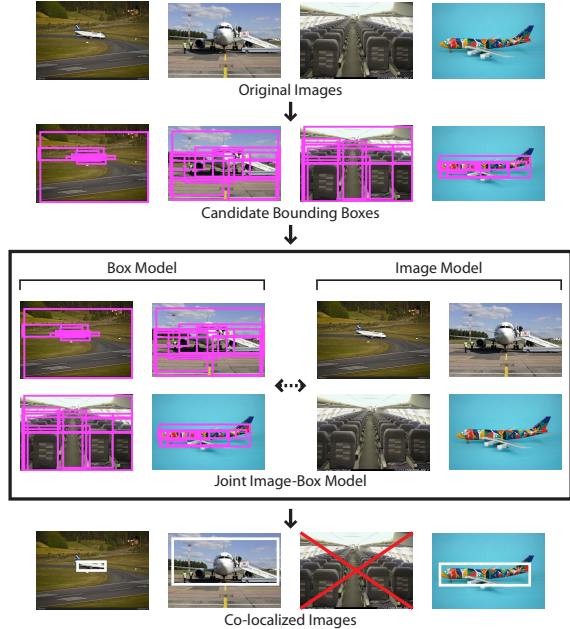 Original Images
Candidate Bounding Boxes
Box Model
Image Model
Joint Image-Box Model
Co-localized Images